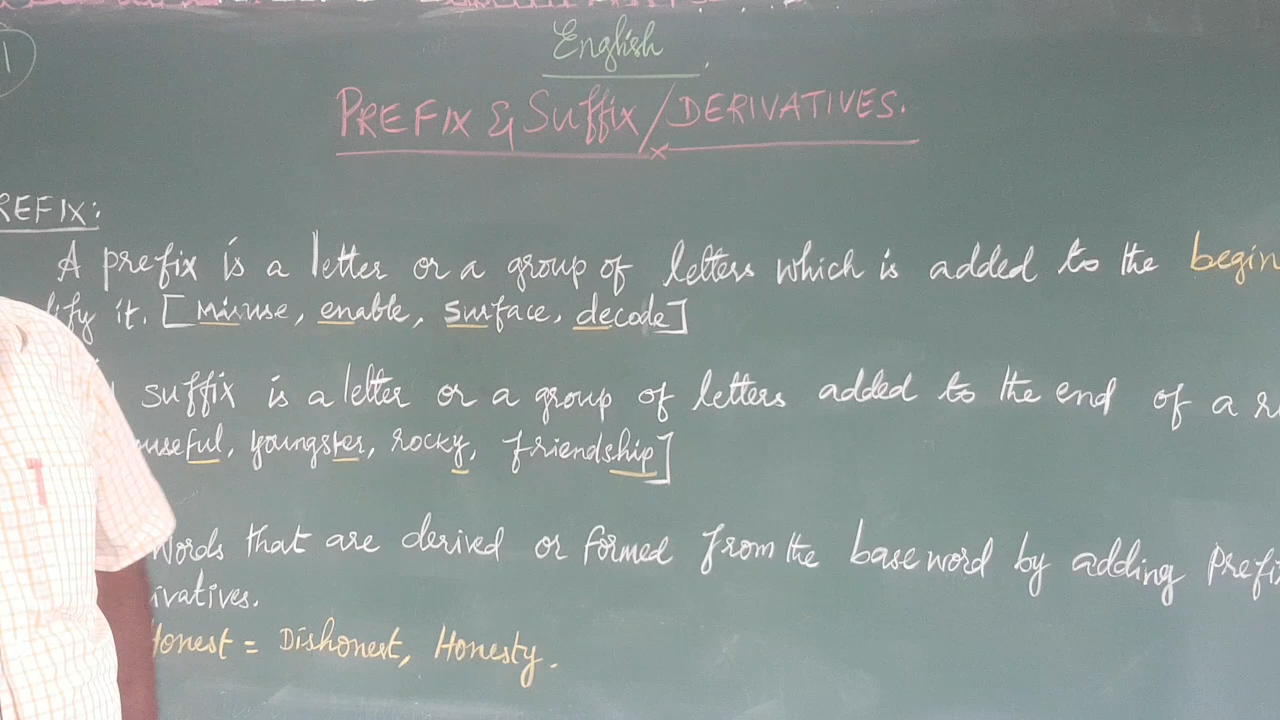 1
English
PREFIX & Suffix/DERIVATIVES.
REFIX:
A prefix is a letter or a group of letters which is added to the begin
ify it. [Misuse, enable, surface, decode]
suffix is a letter or a group of letters added to the end of a
useful, youngster, rocky, friendship]
Words that are derived or formed from the base word by adding Prefi
ivatives.
Honest = Dishonest, Honesty.